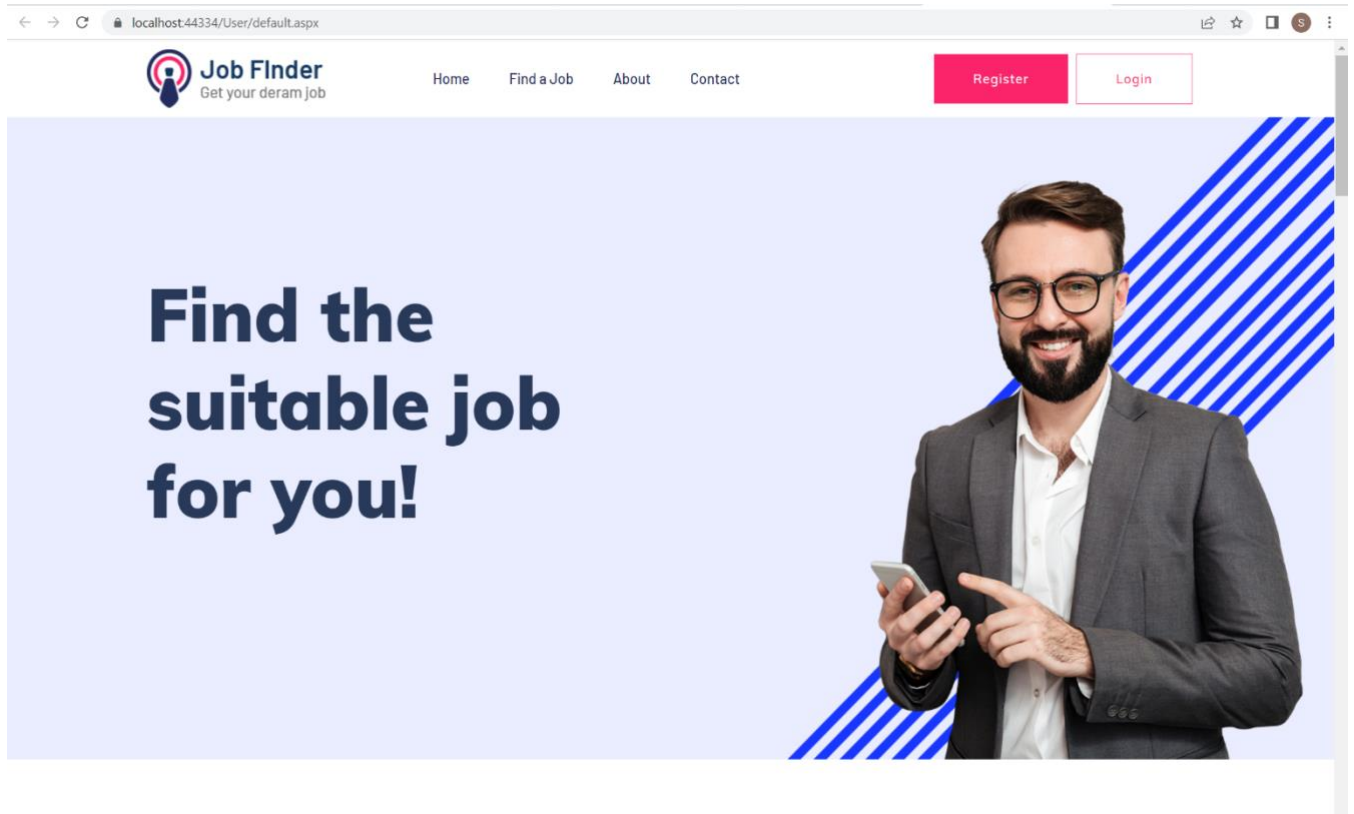 localhost:44334/User/default.aspx
S
Job FInder
Get your deram job
Home Find a Job About Contact Register Login
Find the
suitable job
for you!